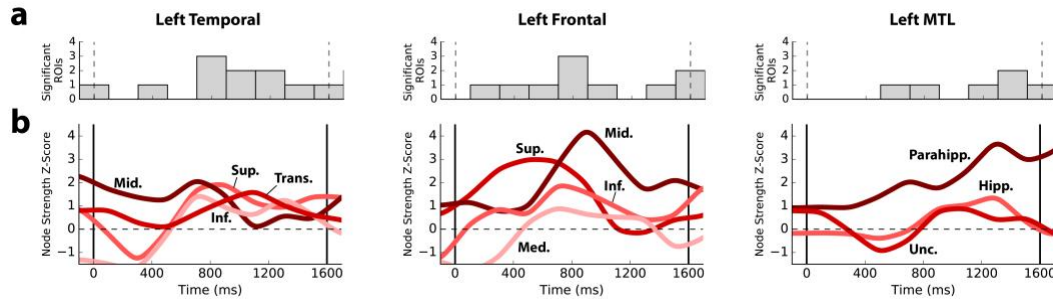 a
Left Temporal
Left Frontal
Left MTL
Significant
ROIs
4
3
2
1
0
Significant
ROIs
4
3
2
1
0
Significant
ROIs
4
3
2
1
0
b
Node Strength Z-Score
4
3
2
1
0
−1
Mid.
Sup.
Trans.
Inf.
0
400
800
1200
1600
Time (ms)
Node Strength Z-Score
4
3
2
1
0
−1
Sup.
Mid.
Inf.
Med.
0
400
800
1200
1600
Time (ms)
Node Strength Z-Score
4
3
2
1
0
−1
Parahipp.
Hipp.
Unc.
0
400
800
1200
1600
Time (ms)